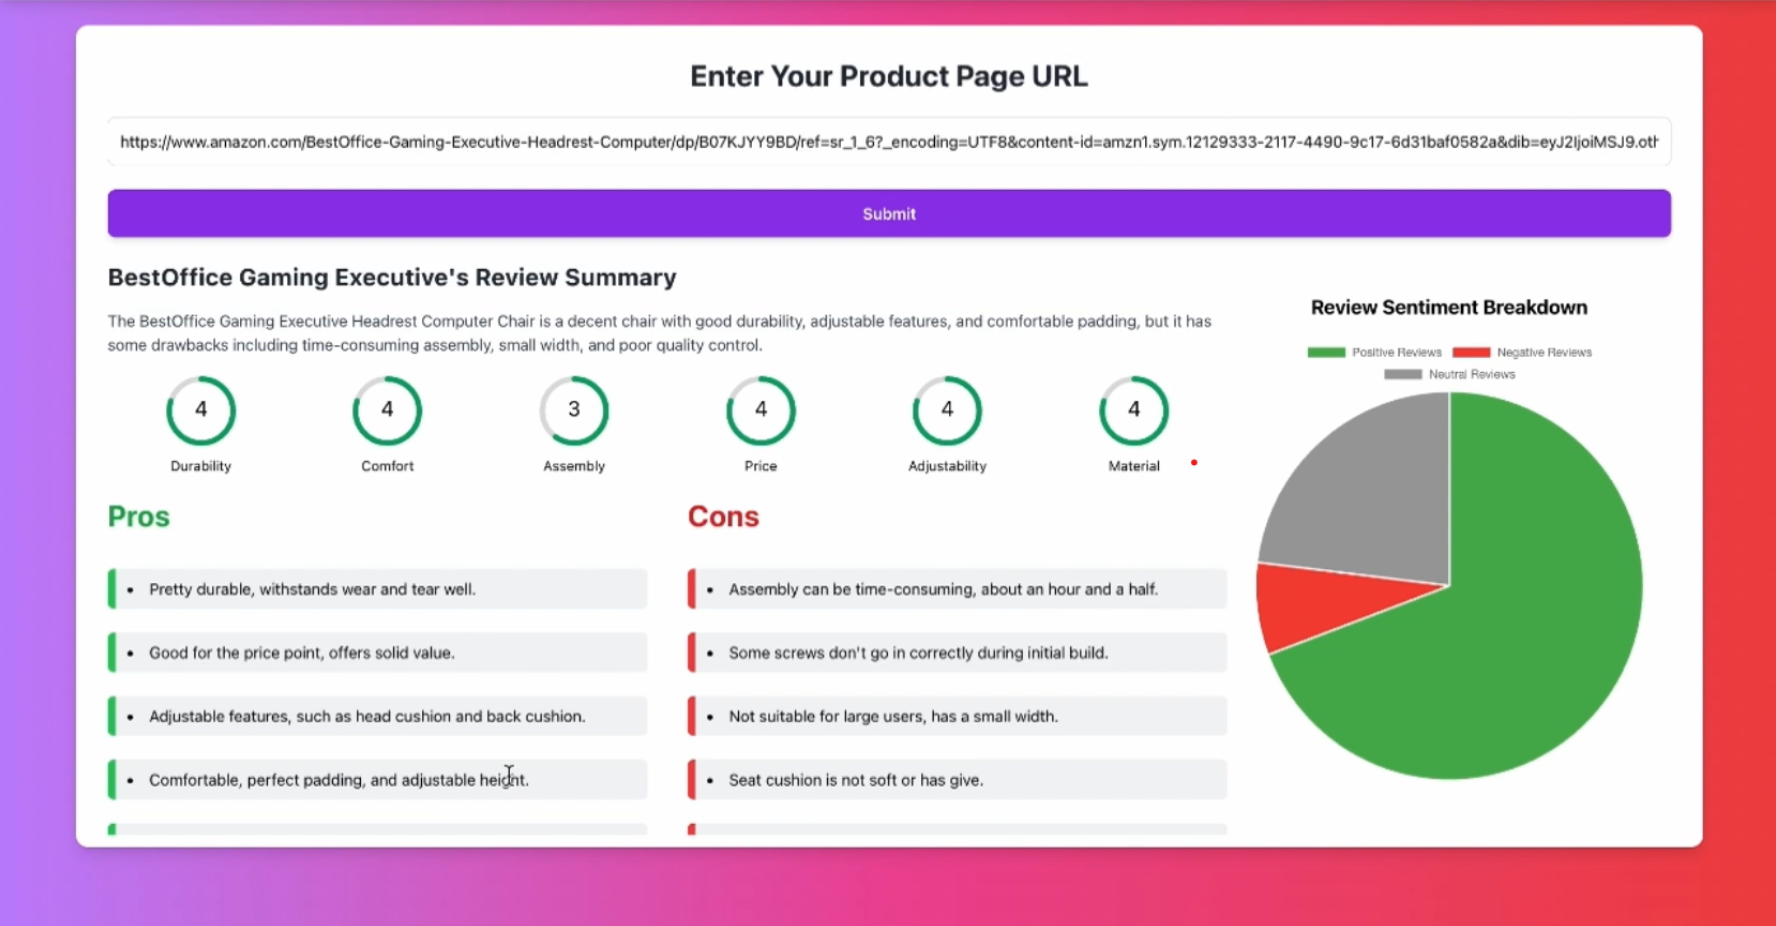 Enter Your Product Page URL
https://www.amazon.com/BestOffice-Gaming-Executive-Headrest-Computer/dp/B07KJYY9BD/ref=sr_1_6?_encoding=UTF8&content-id=amzn1.sym.12129333-2117-4490-9c17-6d31baf0582a&dib=eyJ2IjoiMSJ9.oth
Submit
BestOffice Gaming Executive's Review Summary
The BestOffice Gaming Executive Headrest Computer Chair is a decent chair with good durability, adjustable features, and comfortable padding, but it has
some drawbacks including time-consuming assembly, small width, and poor quality control.
4 4 3 4 4 4
Durability Comfort Assembly Price Adjustability Material
Pros
• Pretty durable, withstands wear and tear well.
• Good for the price point, offers solid value.
• Adjustable features, such as head cushion and back cushion.
• Comfortable, perfect padding, and adjustable height.
Cons
• Assembly can be time-consuming, about an hour and a half.
• Some screws don't go in correctly during initial build.
• Not suitable for large users, has a small width.
• Seat cushion is not soft or has give.
Review Sentiment Breakdown
Positive Reviews Negative Reviews
Neutral Reviews